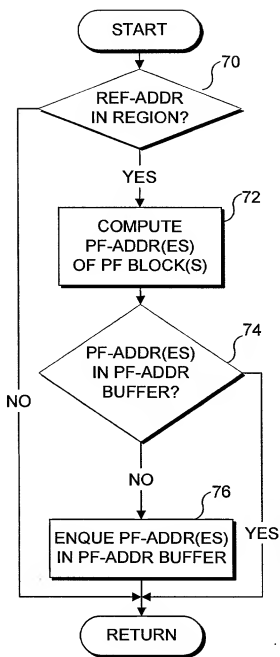 START
70
REF-ADDR
IN REGION?
YES
72
COMPUTE
PF-ADDR(ES)
OF PF BLOCK(S)
74
PF-ADDR(ES)
IN PF-ADDR
BUFFER?
NO
NO
76
ENQUE PF-ADDR(ES)
IN PF-ADDR BUFFER
YES
RETURN